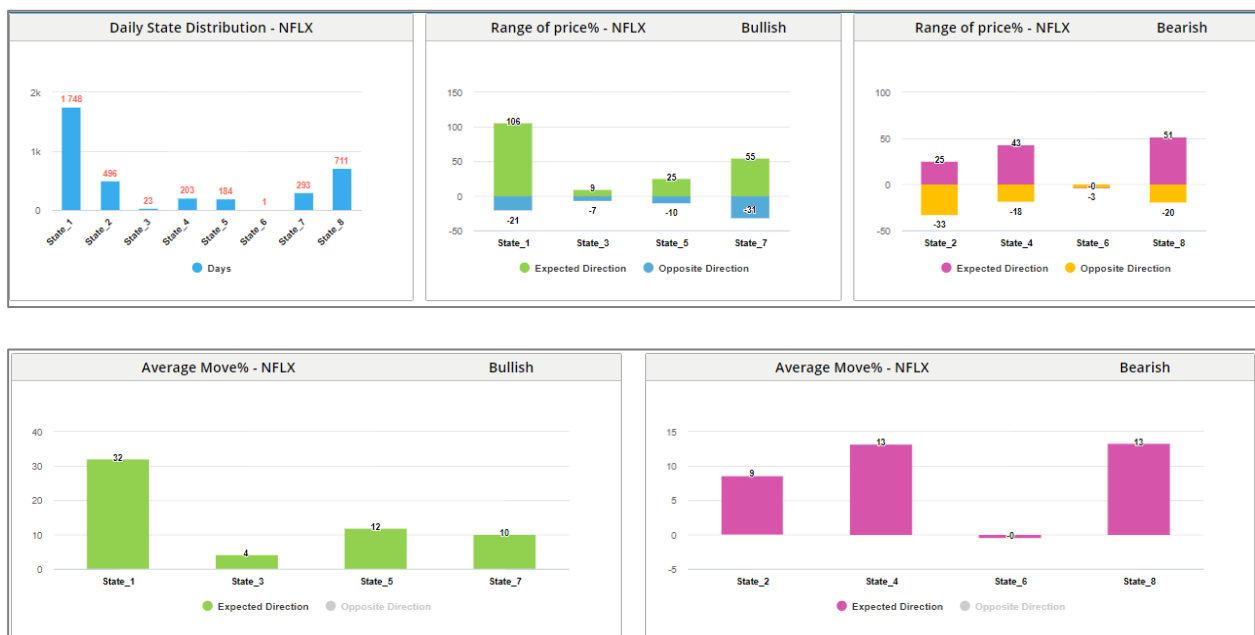 Daily State Distribution - NFLX
2k
1k
0
1 748
496
23
203
184
1
293
711
State_1
State_2
State_3
State_4
State_5
State_6
State_7
State_8
Days
Range of price% - NFLX Bullish
150
100
50
0
-50
106
9
25
55
-21
-7
-10
-31
State_1 State_3 State_5 State_7
Expected Direction Opposite Direction
Range of price% - NFLX Bearish
100
50
0
-50
25
43
-0
51
-33
-18
-3
-20
State_2 State_4 State_6 State_8
Expected Direction Opposite Direction
Average Move% - NFLX Bullish
40
30
20
10
0
32
4
12
10
State_1 State_3 State_5 State_7
Expected Direction Opposite Direction
Average Move% - NFLX Bearish
15
10
5
0
-5
9
13
-0
13
State_2 State_4 State_6 State_8
Expected Direction Opposite Direction